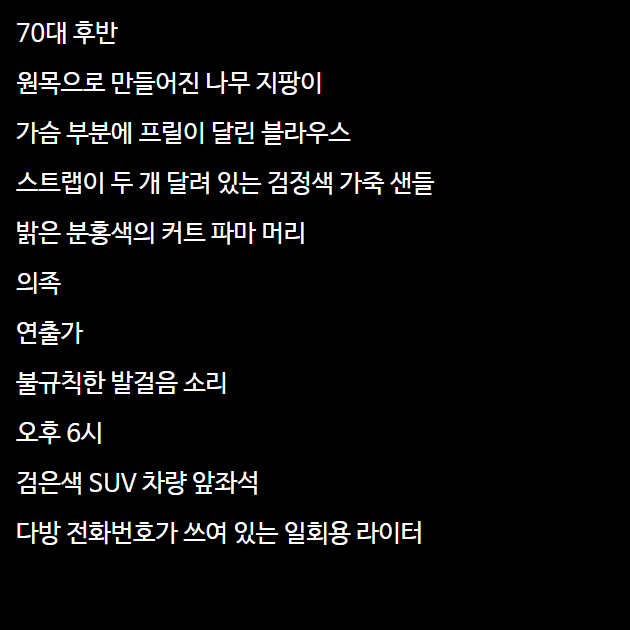 70대 후반
원목으로 만들어진 나무 지팡이
가슴 부분에 프릴이 달린 블라우스
스트랩이 두 개 달려 있는 검정색 가죽 샌들
밝은 분홍색의 커트 파마 머리
의족
연출가
불규칙한 발걸음 소리
오후 6시
검은색 SUV 차량 앞좌석
다방 전화번호가 쓰여 있는 일회용 라이터